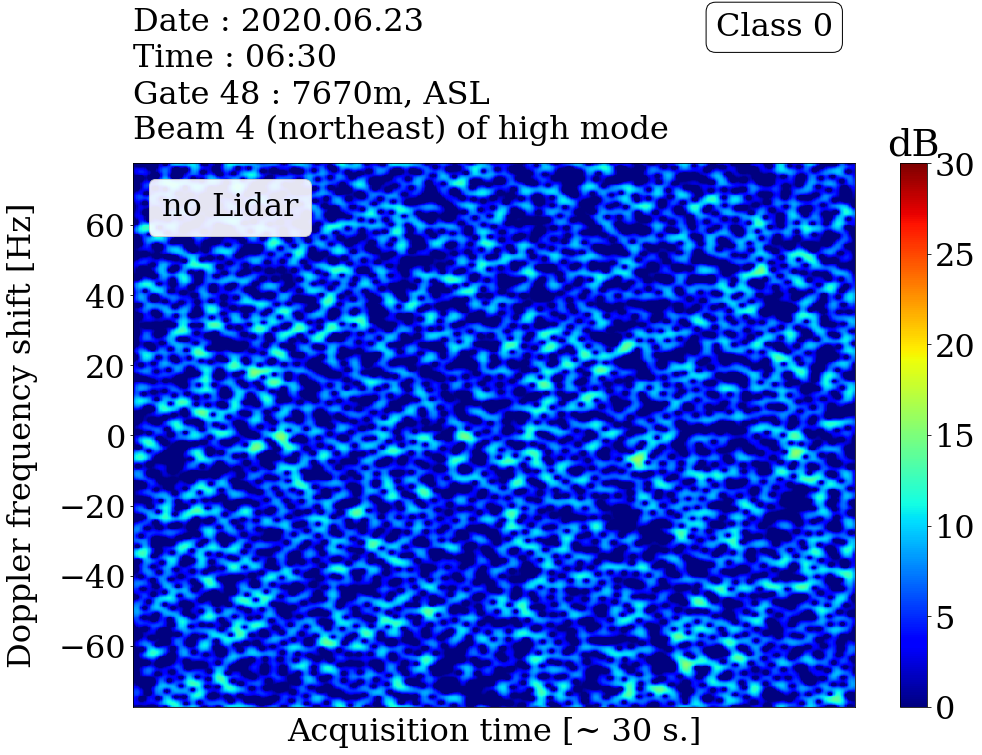 Date : 2020.06.23
Time : 06:30
Gate 48 : 7670m, ASL
Beam 4 (northeast) of high mode
Class 0
no Lidar
dB
30
25
20
15
10
5
0
Doppler frequency shift [Hz]
60
40
20
0
−20
−40
−60
Acquisition time [~ 30 s.]